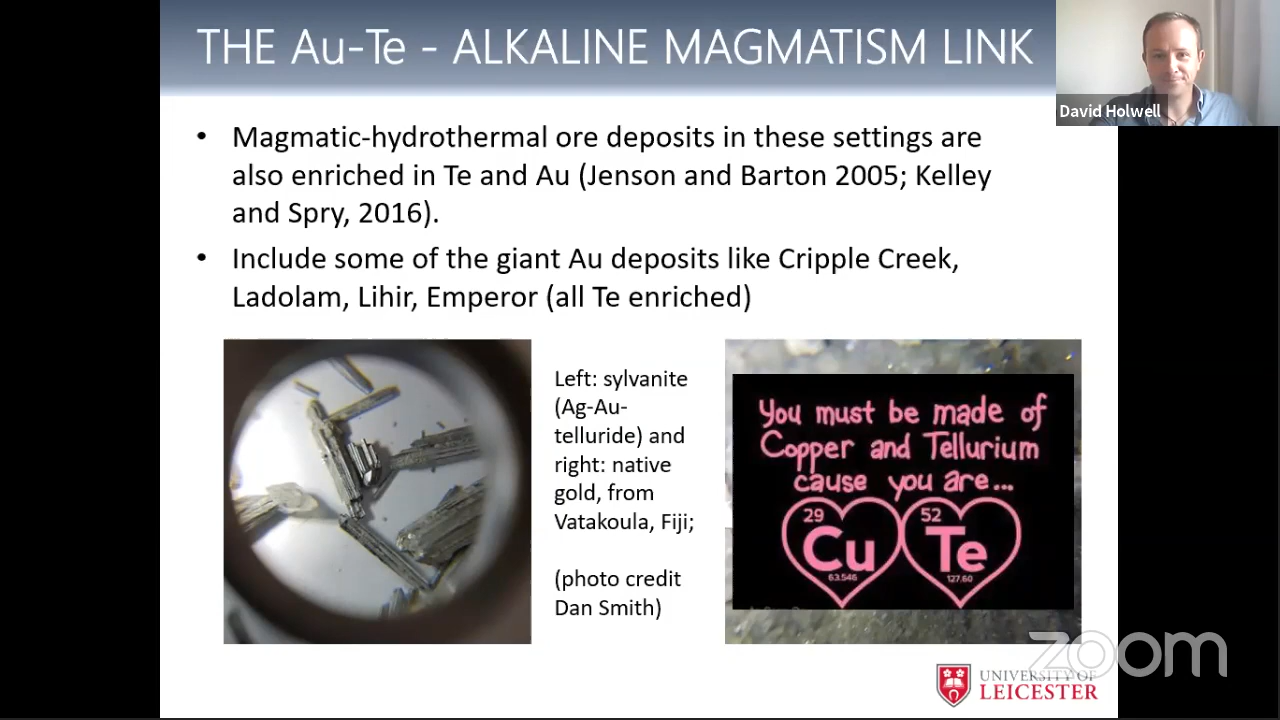 THE Au-Te - ALKALINE MAGMATISM LINK
David Holwell
• Magmatic-hydrothermal ore deposits in these settings are
also enriched in Te and Au (Jenson and Barton 2005; Kelley
and Spry, 2016).
• Include some of the giant Au deposits like Cripple Creek,
Ladolam, Lihir, Emperor (all Te enriched)
Left: sylvanite
(Ag-Au-
telluride) and
right: native
gold, from
Vatakoula, Fiji;
(photo credit
Dan Smith)
You must be made of
Copper and Tellurium
cause you are...
29
Cu
63.546
52
Te
127.60
zoom
UNIVERSITY OF
LEICESTER